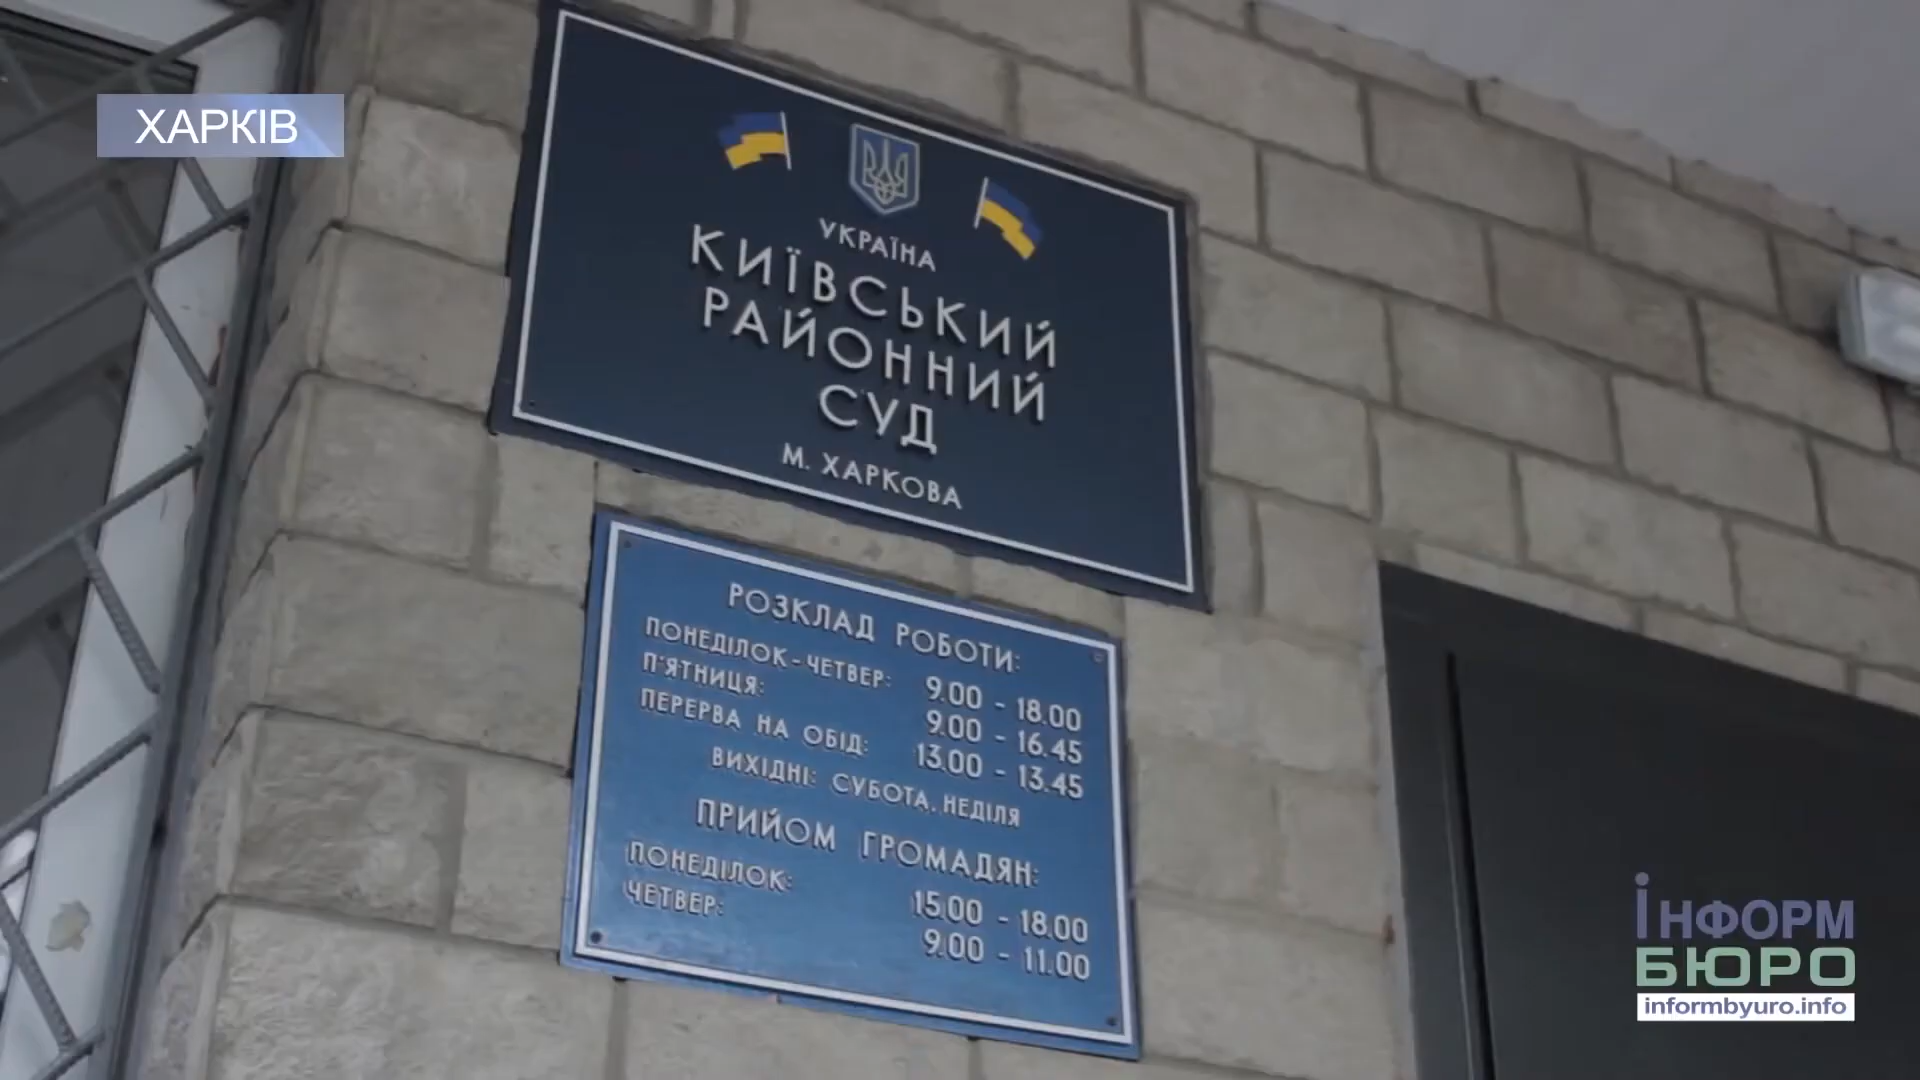 ХАРКІВ
УКРАЇНА
КИЇВСЬКИЙ
РАЙОННИЙ
СУД
М. ХАРКОВА
РОЗКЛАД РОБОТИ:
ПОНЕДІЛОК-ЧЕТВЕР: 9.00 - 18.00
П'ЯТНИЦЯ: 9.00 - 16.45
ПЕРЕРВА НА ОБІД: 13.00 - 13.45
ВИХІДНІ: СУБОТА, НЕДІЛЯ
ПРИЙОМ ГРОМАДЯН:
ПОНЕДІЛОК: 15.00 - 18.00
ЧЕТВЕР: 9.00 - 11.00
ІНФОРМ
БЮРО
informbyuro.info